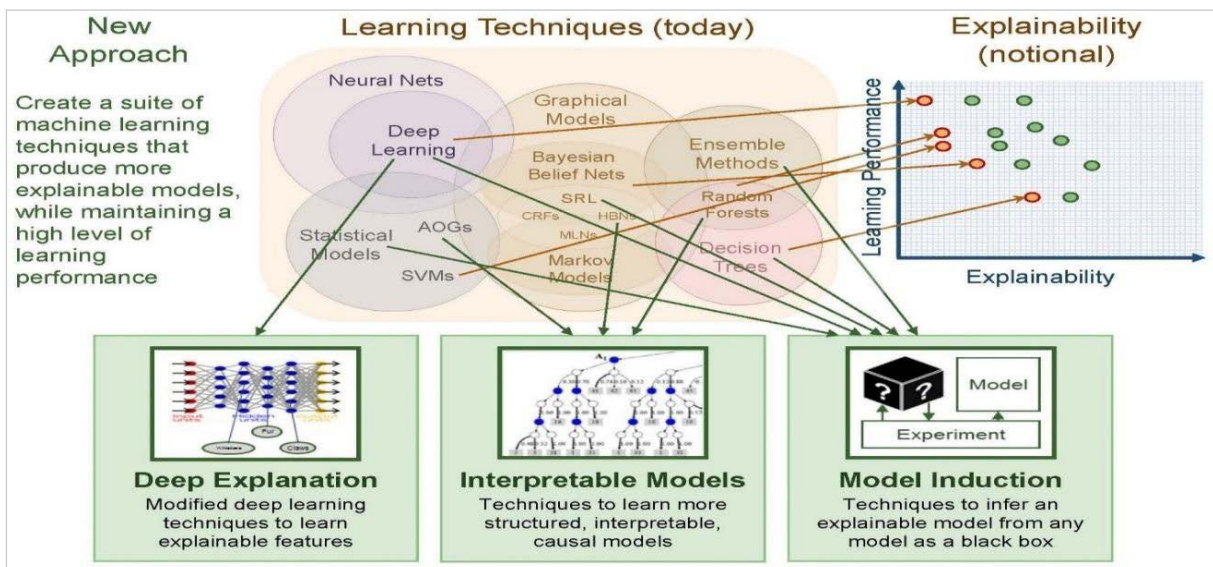 New
Approach
Create a suite of
machine learning
techniques that
produce more
explainable models,
while maintaining a
high level of
learning
performance
Learning Techniques (today)
Neural Nets
Deep
Learning
Graphical
Models
Bayesian
Belief Nets
SRL
CRFs
HBNs
MLNs
Markov
Models
Ensemble
Methods
Random
Forests
Decision
Trees
Statistical
Models
AOGs
SVMs
Explainability
(notional)
Learning Performance
Explainability
Deep Explanation
Modified deep learning
techniques to learn
explainable features
Interpretable Models
Techniques to learn more
structured, interpretable,
causal models
? ?
Model
Experiment
Model Induction
Techniques to infer an
explainable model from any
model as a black box